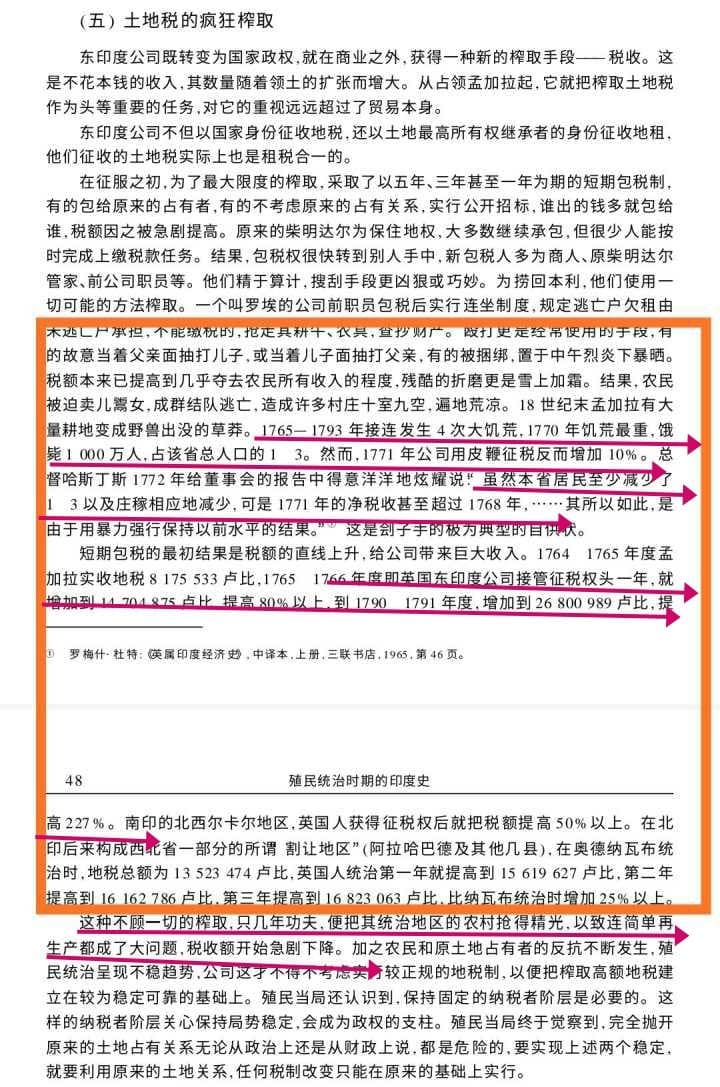 (五) 土地税的疯狂榨取
东印度公司既转变为国家政权,就在商业之外,获得一种新的榨取手段——税收。这
是不花本钱的收入,其数量随着领土的扩张而增大。从占领孟加拉起,它就把榨取土地税
作为头等重要的任务,对它的重视远远超过了贸易本身。
东印度公司不但以国家身份征收地税,还以土地最高所有权继承者的身份征收地租,
他们征收的土地税实际上也是租税合一的。
在征服之初,为了最大限度的榨取,采取了以五年、三年甚至一年为期的短期包税制,
有的包给原来的占有者,有的不考虑原来的占有关系,实行公开招标,谁出的钱多就包给
谁,税额因之被急剧提高。原来的柴明达尔为保住地权,大多数继续承包,但很少人能按
时完成上缴税款任务。结果,包税权很快转到别人手中,新包税人多为商人、原柴明达尔
管家、前公司职员等。他们精于算计,搜刮手段更凶狠或巧妙。为捞回本利,他们使用一
切可能的方法榨取。一个叫罗埃的公司前职员包税后实行连坐制度,规定逃亡户欠租由
未逃亡户承担,不能缴税的,抢走其耕牛、农具,查抄财产。殴打更是经常使用的手段,有
的故意当着父亲面抽打儿子,或当着儿子面抽打父亲,有的被捆绑,置于中午烈炎下暴晒。
税额本来已提高到几乎夺去农民所有收入的程度,残酷的折磨更是雪上加霜。结果,农民
被迫卖儿鬻女,成群结队逃亡,造成许多村庄十室九空,遍地荒凉。18 世纪末孟加拉有大
量耕地变成野兽出没的草莽。1765—1793 年接连发生 4 次大饥荒,1770 年饥荒最重,饿
毙 1 000 万人,占该省总人口的 1 3。然而,1771 年公司用皮鞭征税反而增加 10%。总
督哈斯丁斯 1772 年给董事会的报告中得意洋洋地炫耀说:“虽然本省居民至少减少了
1 3 以及庄稼相应地减少,可是 1771 年的净税收甚至超过 1768 年,……其所以如此,是
由于用暴力强行保持以前水平的结果。”① 这是刽子手的极为典型的自供状。
短期包税的最初结果是税额的直线上升,给公司带来巨大收入。1764 1765 年度孟
加拉实收地税 8 175 533 卢比,1765 1766 年度即英国东印度公司接管征税权头一年,就
增加到 14 704 875 卢比,提高 80%以上,到 1790 1791 年度,增加到 26 800 989 卢比,提
① 罗梅什·杜特:《英属印度经济史》,中译本,上册,三联书店,1965,第 46 页。
48 殖民统治时期的印度史
高 227%。南印的北西尔卡尔地区,英国人获得征税权后就把税额提高 50%以上。在北
印后来构成西北省一部分的所谓 割让地区”(阿拉哈巴德及其他几县),在奥德纳瓦布统
治时,地税总额为 13 523 474 卢比,英国人统治第一年就提高到 15 619 627 卢比,第二年
提高到 16 162 786 卢比,第三年提高到 16 823 063 卢比,比纳瓦布统治时增加 25%以上。
这种不顾一切的榨取,只几年功夫,便把其统治地区的农村抢得精光,以致连简单再
生产都成了大问题,税收额开始急剧下降。加之农民和原土地占有者的反抗不断发生,殖
民统治呈现不稳趋势,公司这才不得不考虑实行较正规的地税制,以便把榨取高额地税建
立在较为稳定可靠的基础上。殖民当局还认识到,保持固定的纳税者阶层是必要的。这
样的纳税者阶层关心保持局势稳定,会成为政权的支柱。殖民当局终于觉察到,完全抛开
原来的土地占有关系无论从政治上还是从财政上说,都是危险的,要实现上述两个稳定,
就要利用原来的土地关系,任何税制改变只能在原来的基础上实行。